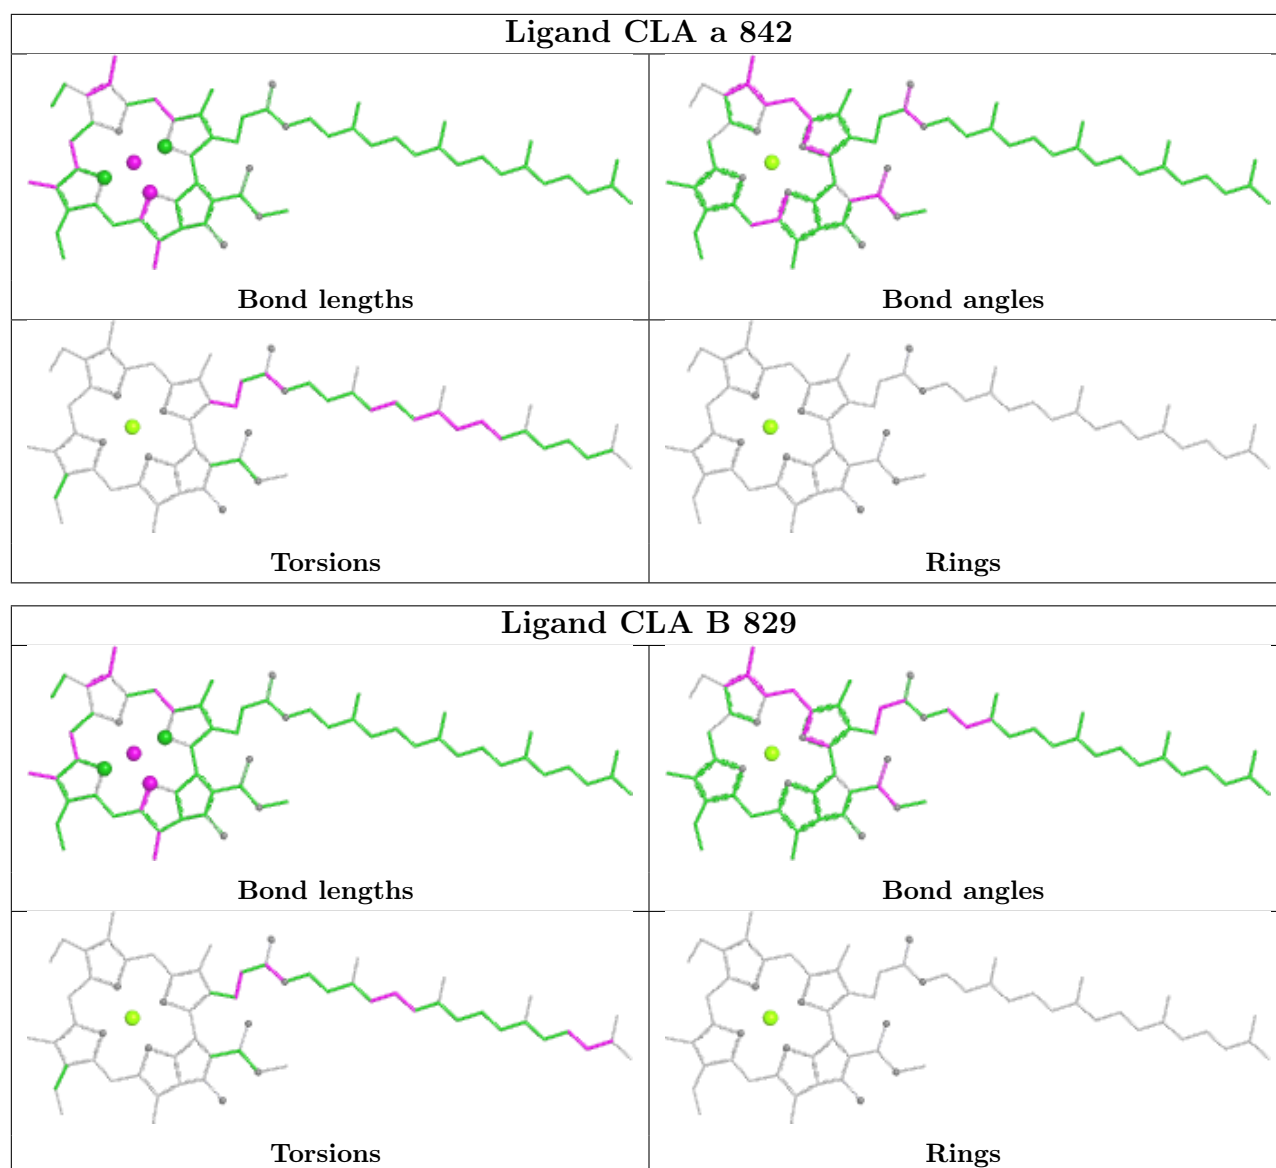 Ligand CLA a 842
Bond lengths
Bond angles
Torsions
Rings
Ligand CLA B 829
Bond lengths
Bond angles
Torsions
Rings